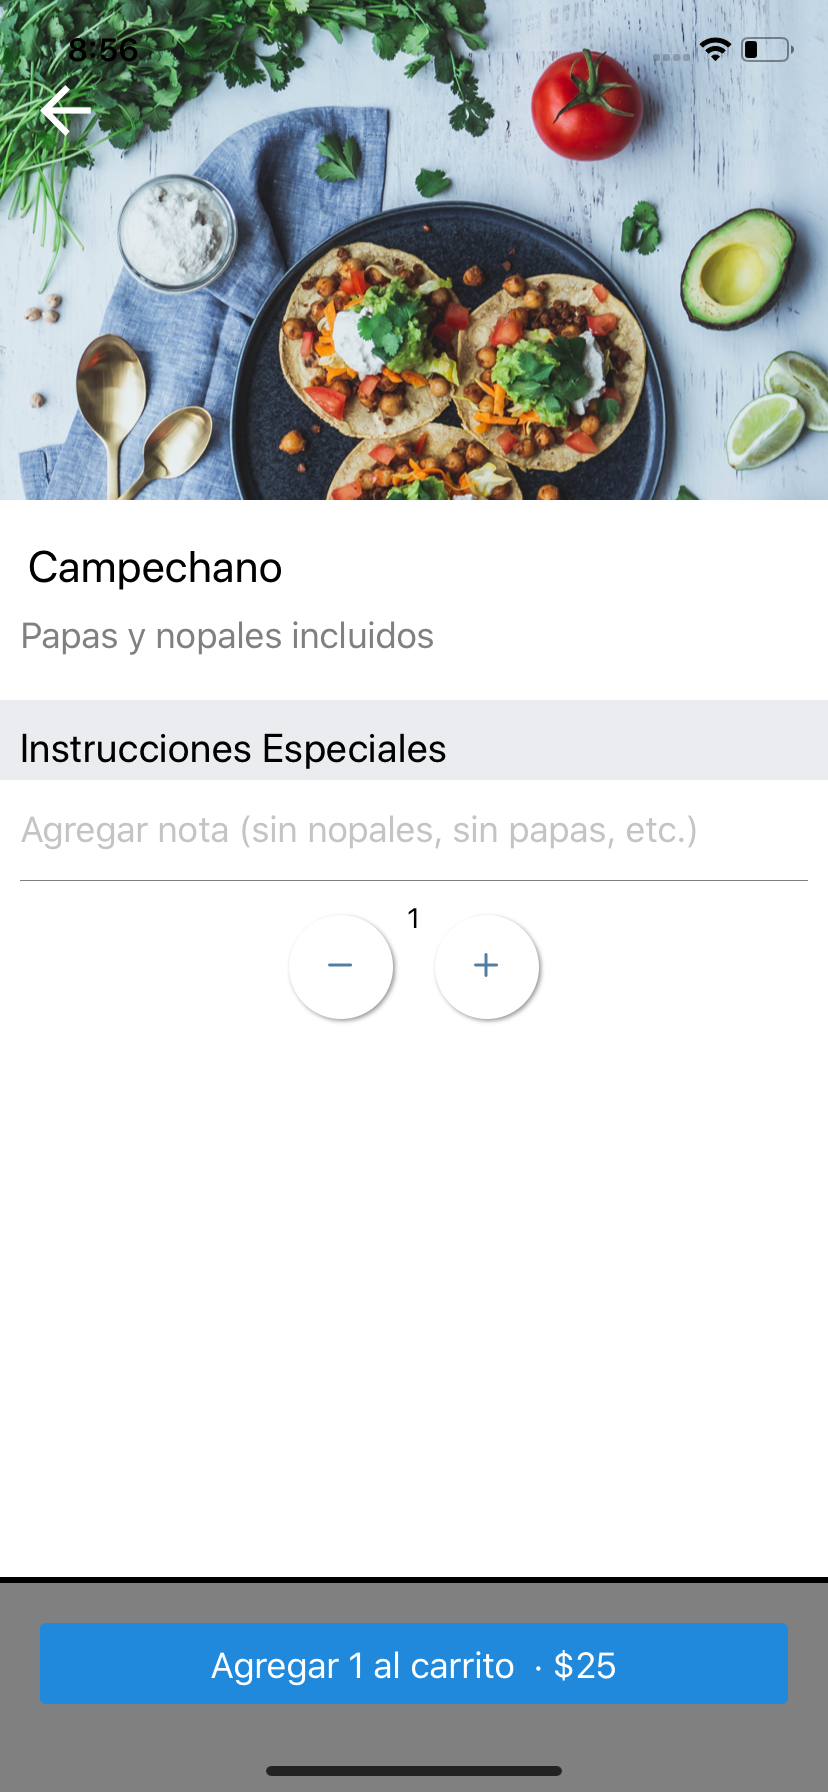 8:56
Campechano
Papas y nopales incluidos
Instrucciones Especiales
Agregar nota (sin nopales, sin papas, etc.)
1
Agregar 1 al carrito · $25